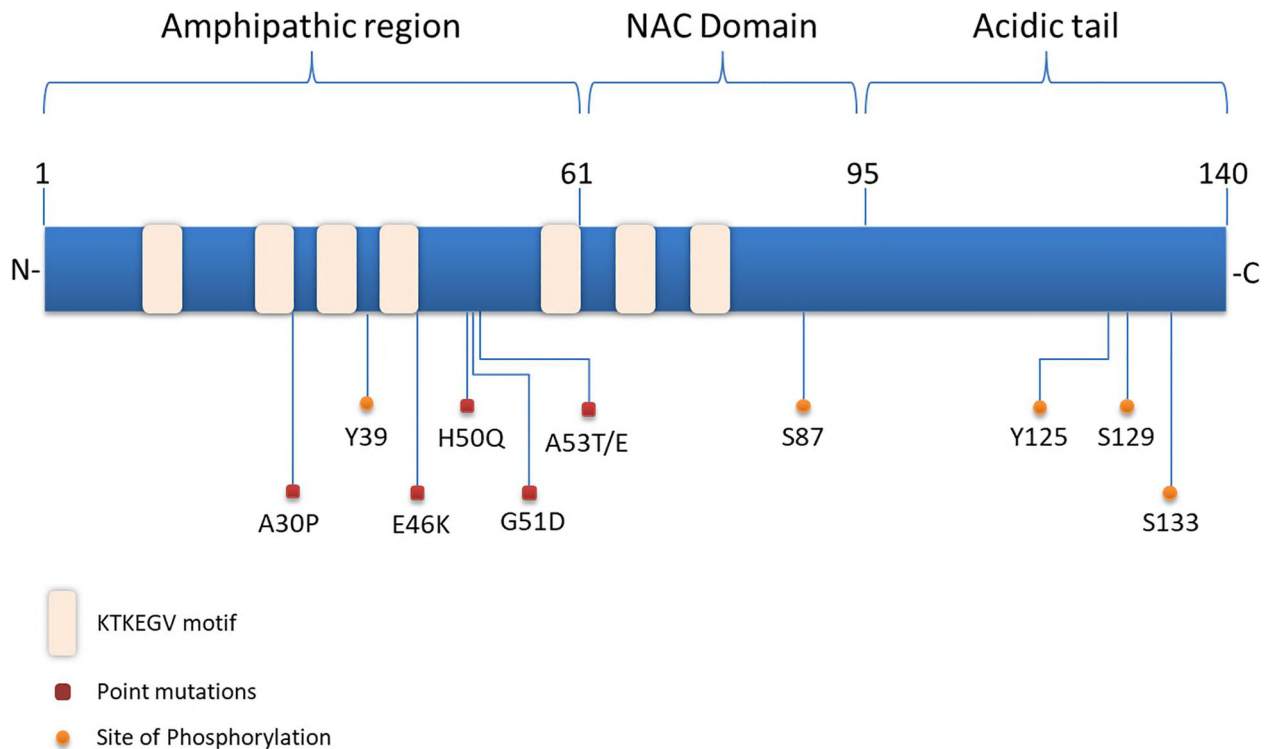 Amphipathic region NAC Domain Acidic tail
1 61 95 140
N- -C
Y39 H50Q A53T/E S87 Y125 S129
A30P E46K G51D S133
KTKEGV motif
Point mutations
Site of Phosphorylation